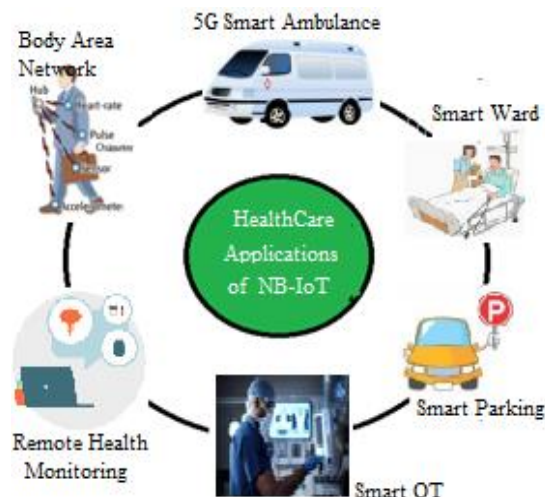 5G Smart Ambulance
Body Area
Network
Hub
Heart-rate
Pulse
Sensor
Accelerometer
Smart Ward
HealthCare
Applications
of NB-IoT
P
Smart Parking
Remote Health
Monitoring
Smart OT